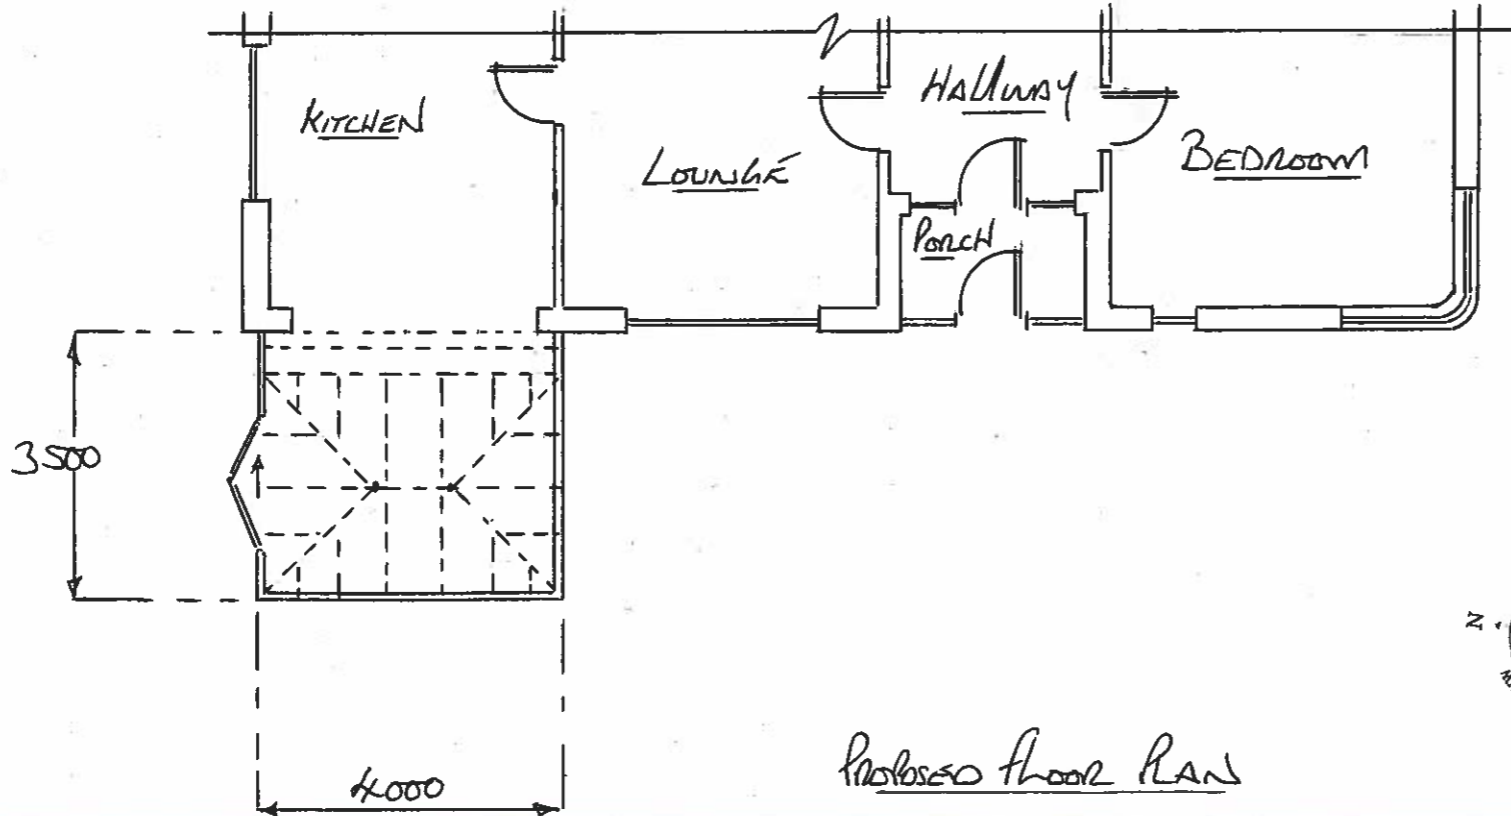 KITCHEN
LOUNGE
HALLWAY
BEDROOM
PORCH
3500
4000
N
PROPOSED FLOOR PLAN